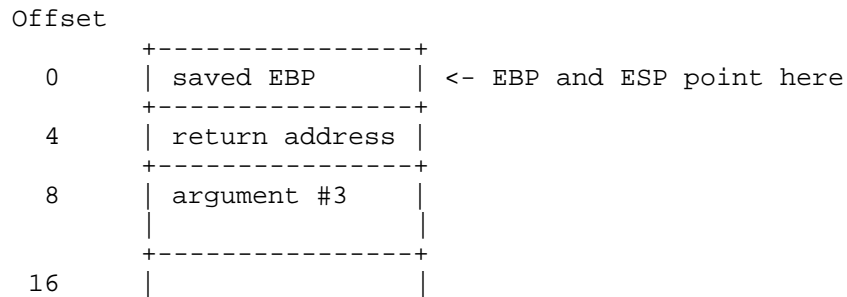 Offset
+----------------+
0 | saved EBP | <- EBP and ESP point here
+----------------+
4 | return address |
+----------------+
8 | argument #3 |
| |
+----------------+
16 | |